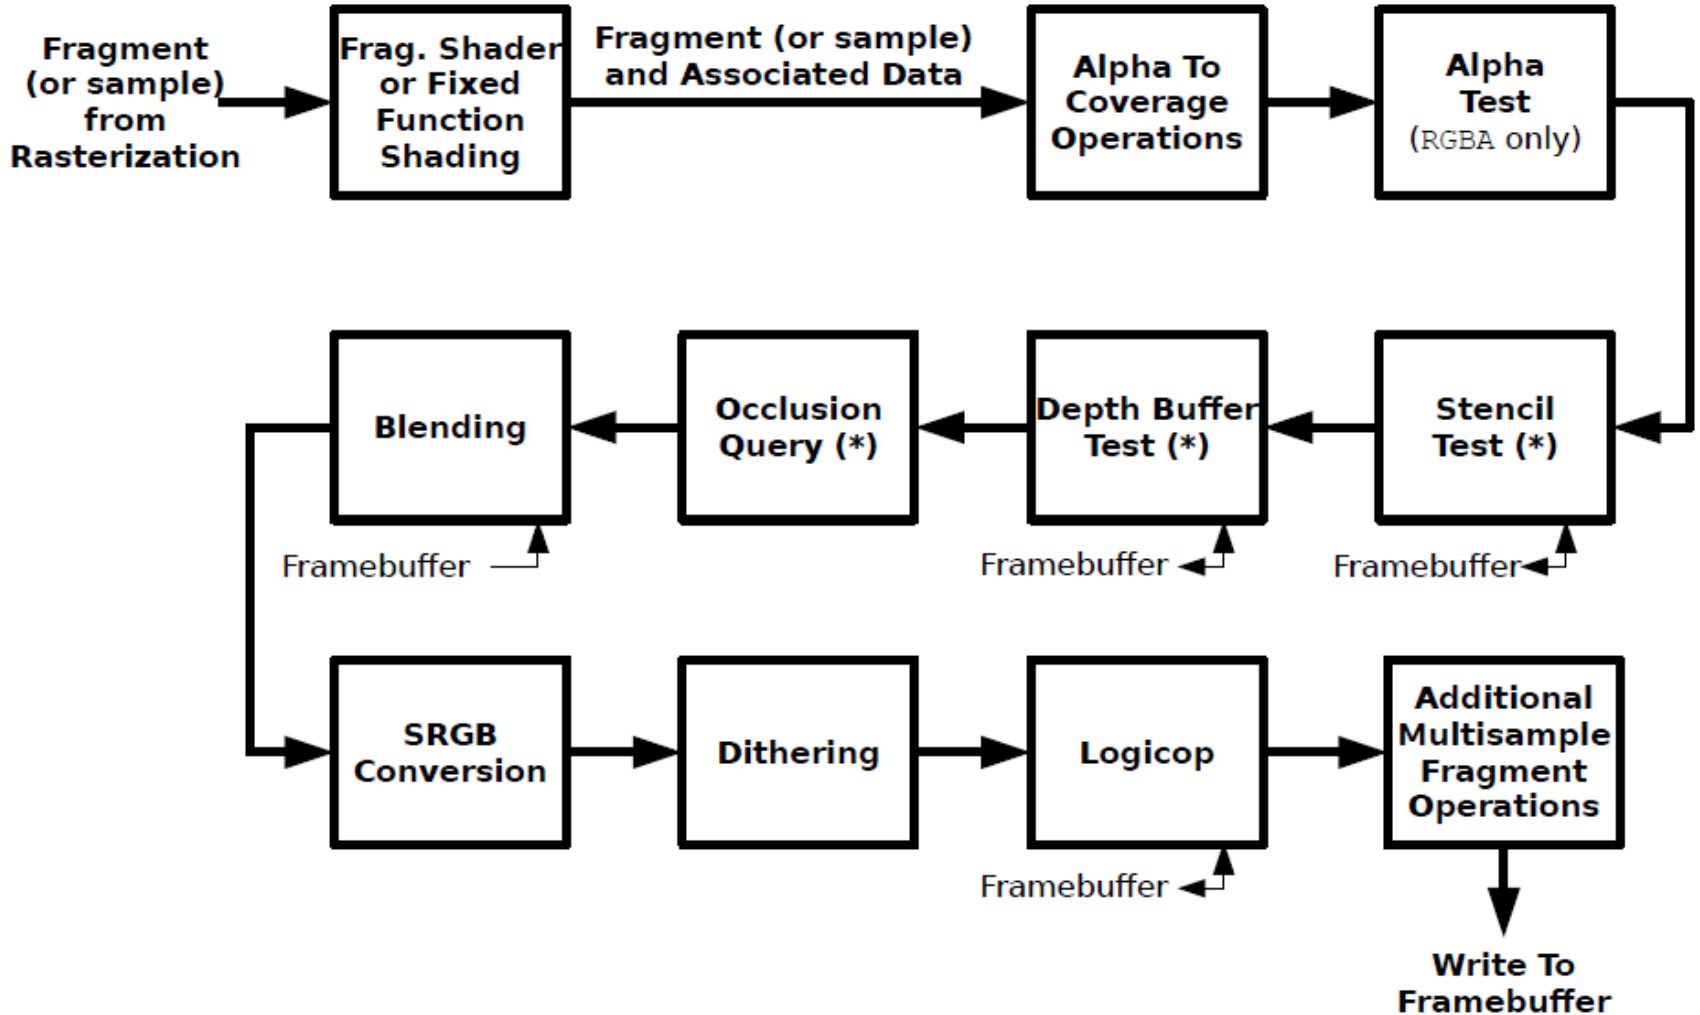 Fragment
(or sample)
from
Rasterization
Frag. Shader
or Fixed
Function
Shading
Fragment (or sample)
and Associated Data
Alpha To
Coverage
Operations
Alpha
Test
(RGBA only)
Blending
Occlusion
Query (*)
Depth Buffer
Test (*)
Stencil
Test (*)
Framebuffer
Framebuffer
Framebuffer
SRGB
Conversion
Dithering
Logicop
Additional
Multisample
Fragment
Operations
Framebuffer
Write To
Framebuffer